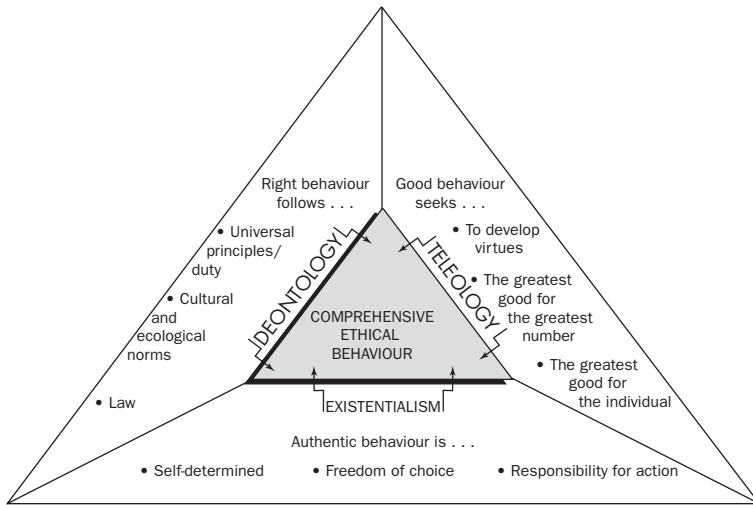 Right behaviour
follows . . .
• Universal
principles/
duty
• Cultural
and
ecological
norms
• Law
DEONTOLOGY
Good behaviour
seeks . . .
• To develop
virtues
• The greatest
good for
the greatest
number
• The greatest
good for
the individual
TELEOLOGY
COMPREHENSIVE
ETHICAL
BEHAVIOUR
EXISTENTIALISM
Authentic behaviour is . . .
• Self-determined • Freedom of choice • Responsibility for action